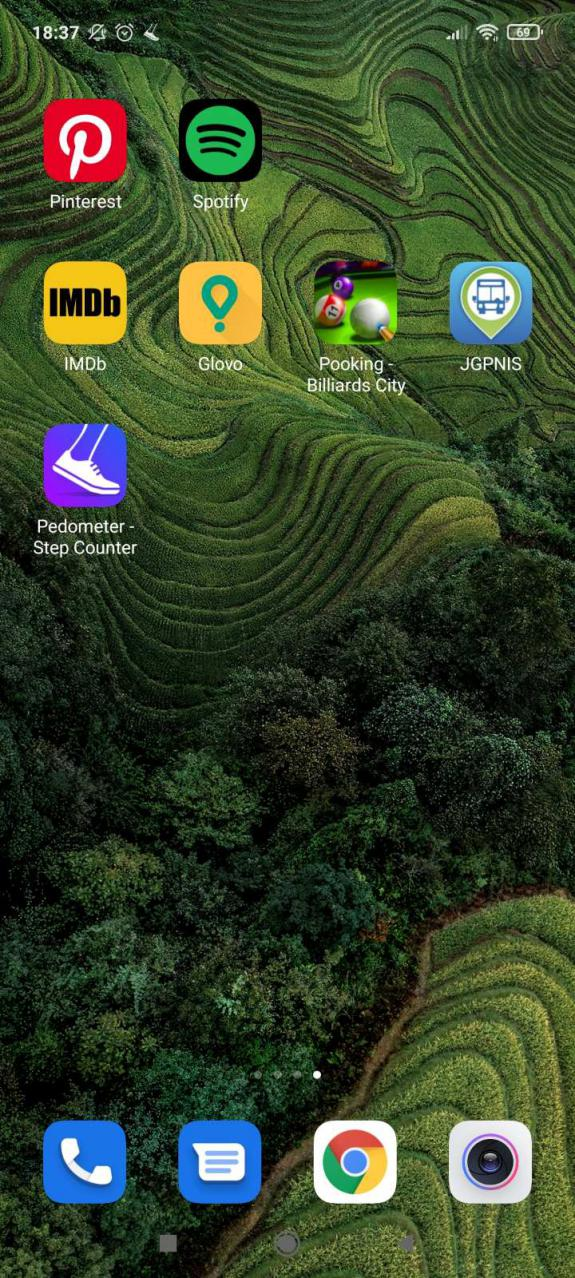 18:37
69
Pinterest
Spotify
IMDb
IMDb
Glovo
Pooking -
Billiards City
JGPNIS
Pedometer -
Step Counter